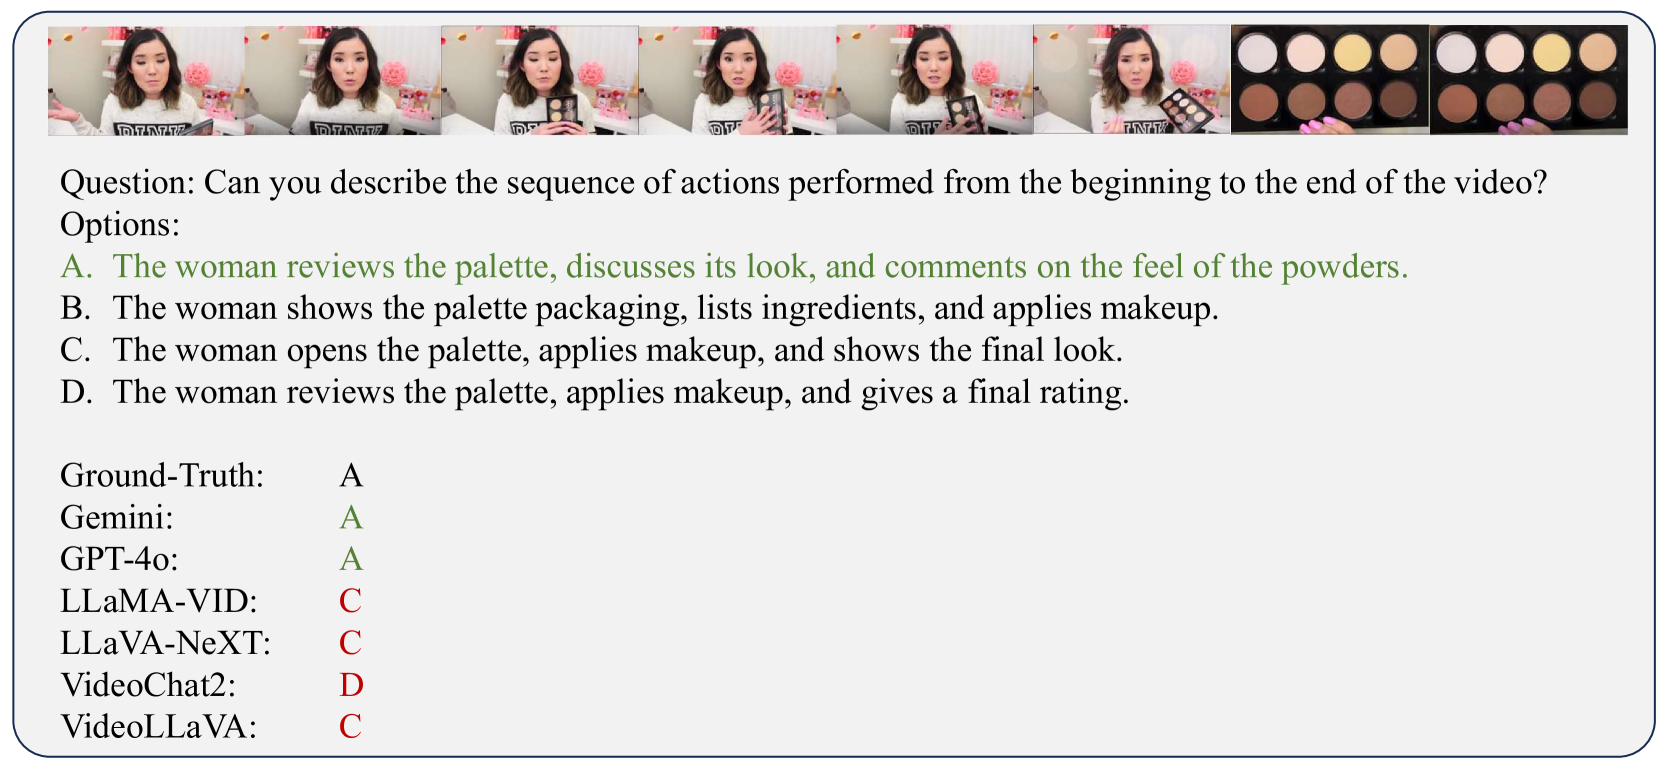 PINK
Question: Can you describe the sequence of actions performed from the beginning to the end of the video?
Options:
A. The woman reviews the palette, discusses its look, and comments on the feel of the powders.
B. The woman shows the palette packaging, lists ingredients, and applies makeup.
C. The woman opens the palette, applies makeup, and shows the final look.
D. The woman reviews the palette, applies makeup, and gives a final rating.
Ground-Truth: A
Gemini: A
GPT-4o: A
LLaMA-VID: C
LLaVA-NeXT: C
VideoChat2: D
VideoLLaVA: C